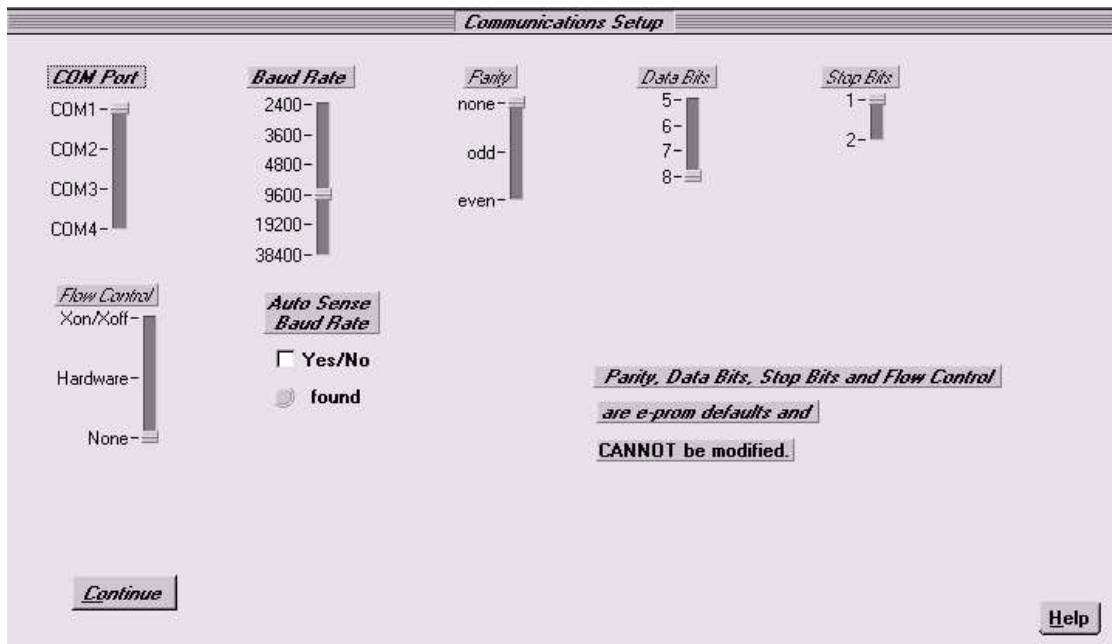 Communications Setup
COM Port
COM1
COM2
COM3
COM4
Baud Rate
2400
3600
4800
9600
19200
38400
Parity
none
odd
even
Data Bits
5
6
7
8
Stop Bits
1
2
Flow Control
Xon/Xoff
Hardware
None
Auto Sense
Baud Rate
Yes/No
found
Parity, Data Bits, Stop Bits and Flow Control
are e-prom defaults and
CANNOT be modified.
Continue
Help